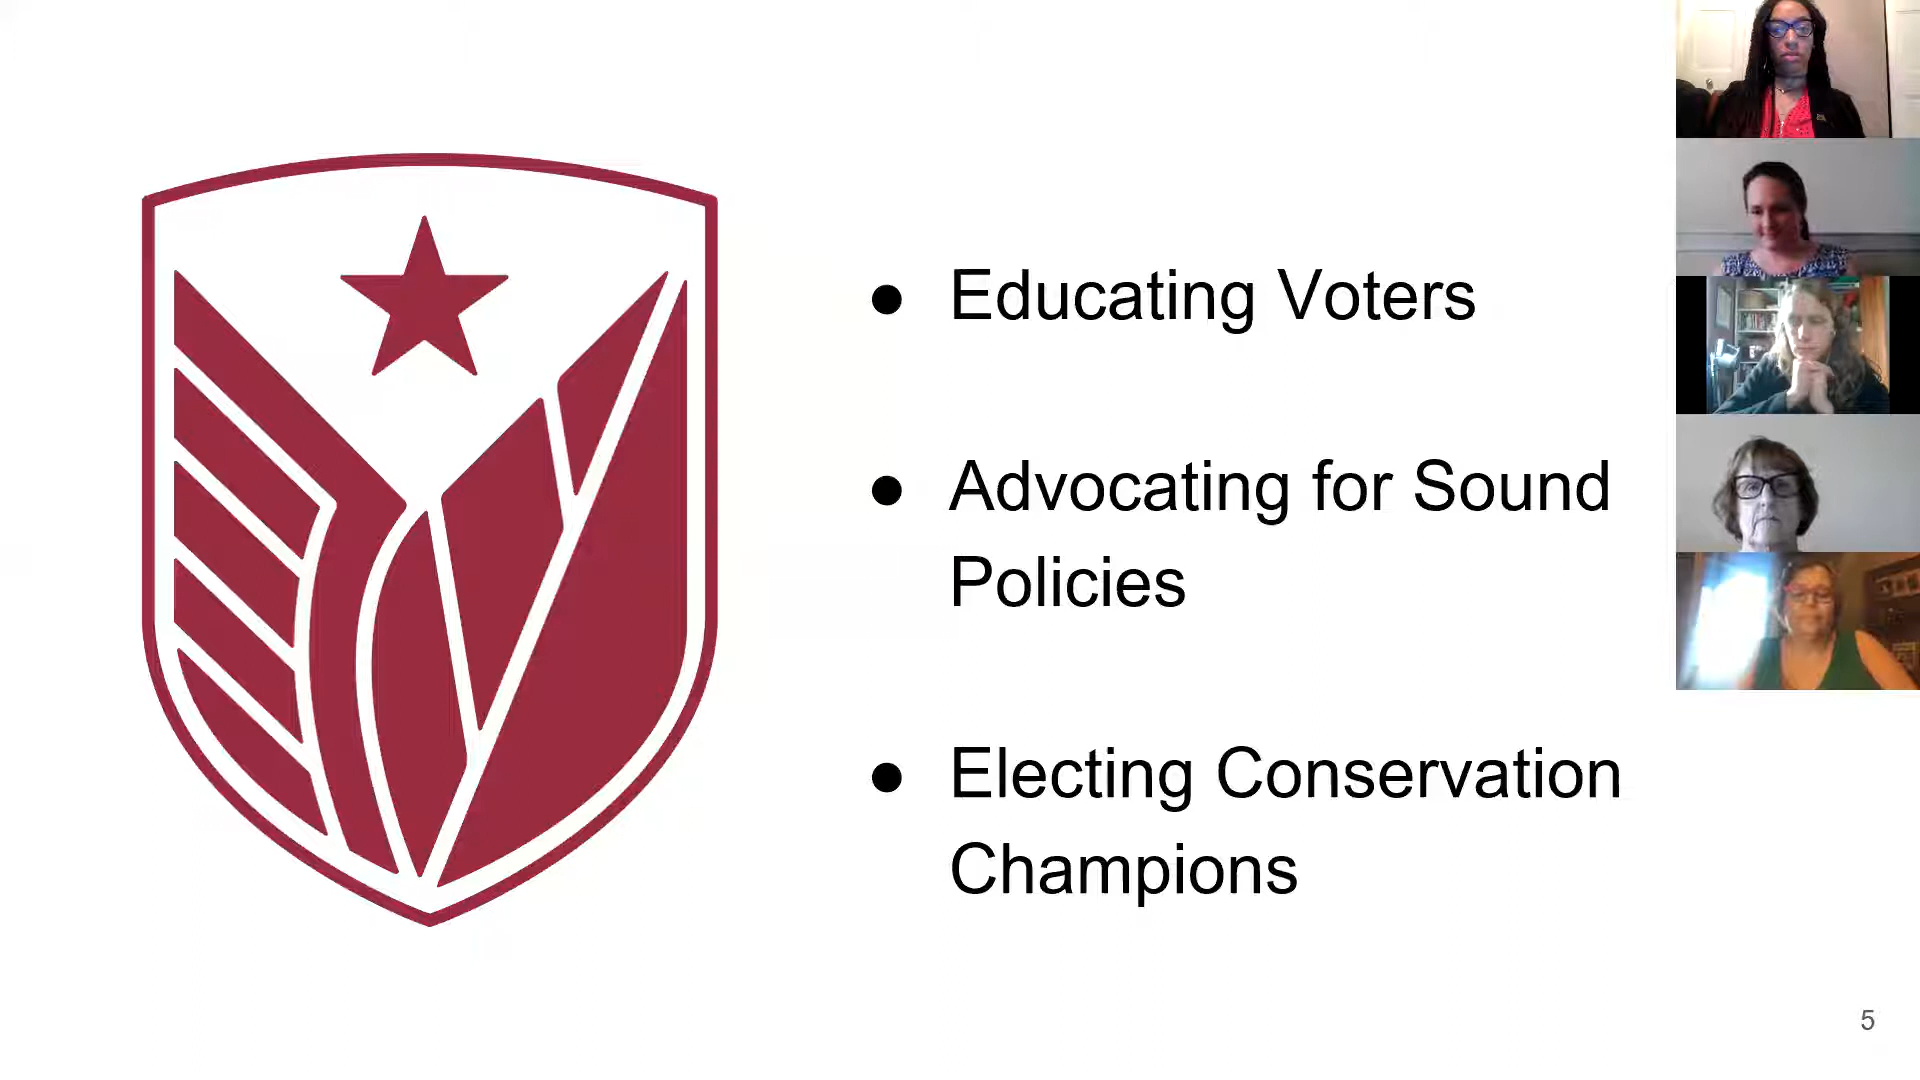 ● Educating Voters
● Advocating for Sound
Policies
● Electing Conservation
Champions
5